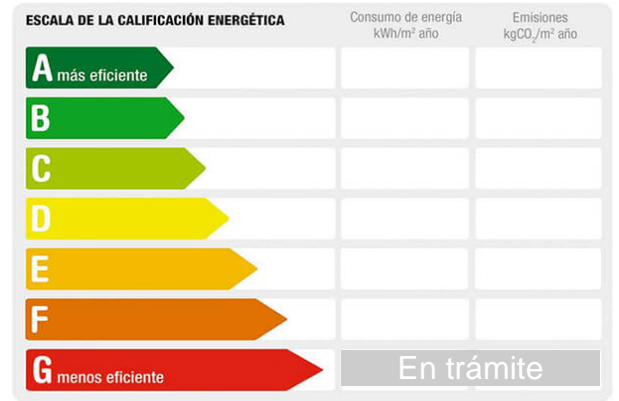 ESCALA DE LA CALIFICACIÓN ENERGÉTICA
Consumo de energía
kWh/m² año
Emisiones
kgCO₂/m² año
A más eficiente
B
C
D
E
F
G menos eficiente
En trámite